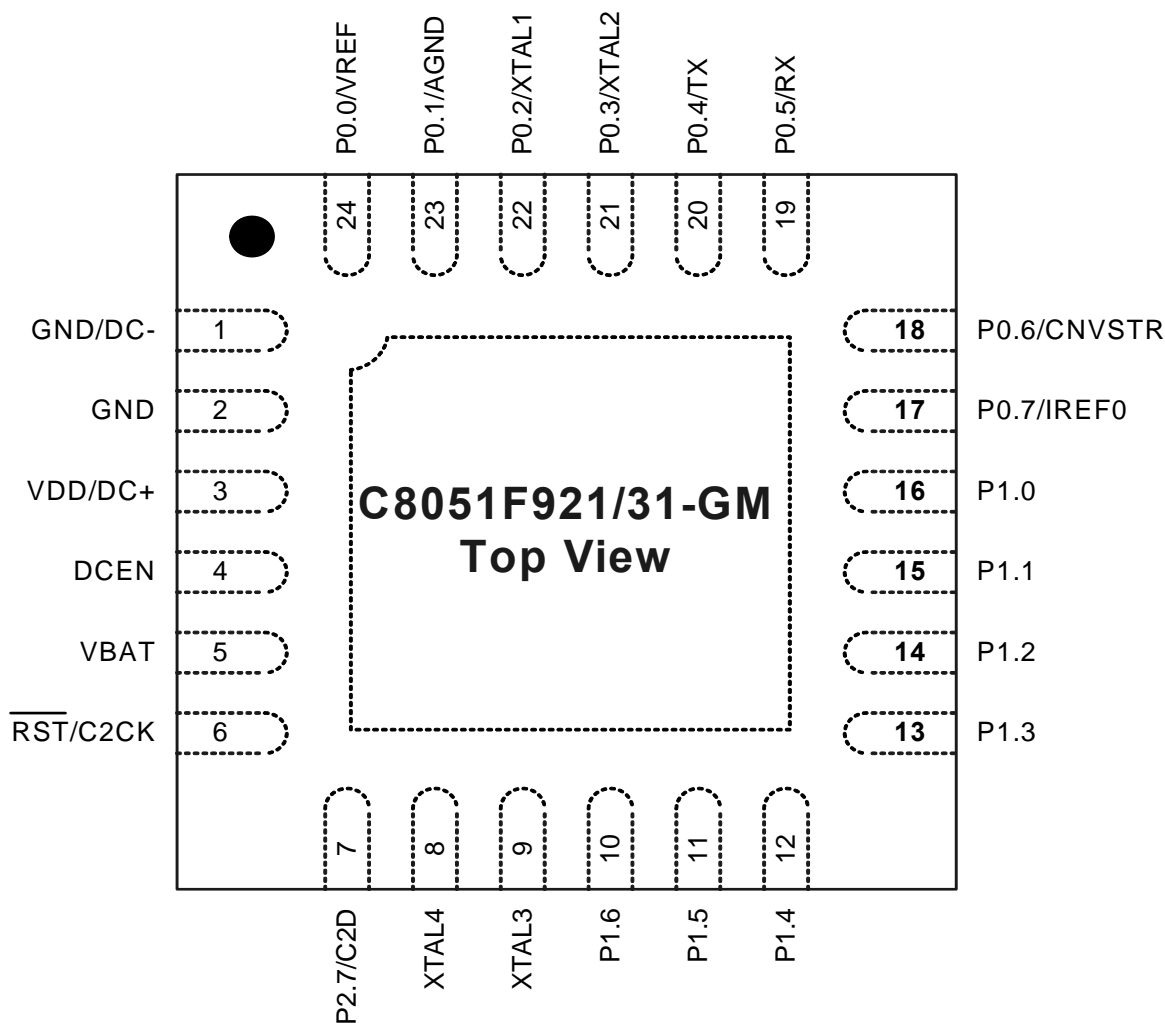 P0.0/VREF
P0.1/AGND
P0.2/XTAL1
P0.3/XTAL2
P0.4/TX
P0.5/RX
24
23
22
21
20
19
GND/DC-
1
18
P0.6/CNVSTR
GND
2
17
P0.7/IREF0
VDD/DC+
3
16
P1.0
C8051F921/31-GM
Top View
DCEN
4
15
P1.1
VBAT
5
14
P1.2
RST/C2CK
6
13
P1.3
7
8
9
10
11
12
P2.7/C2D
XTAL4
XTAL3
P1.6
P1.5
P1.4